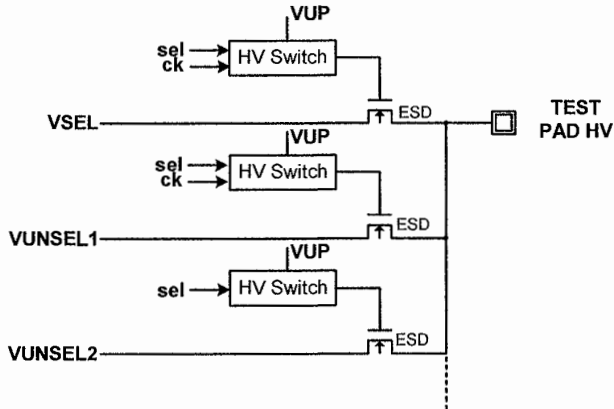 VUP
sel
ck
HV Switch
VSEL
ESD
TEST
PAD HV
VUP
sel
ck
HV Switch
VUNSEL1
ESD
VUP
sel
HV Switch
VUNSEL2
ESD